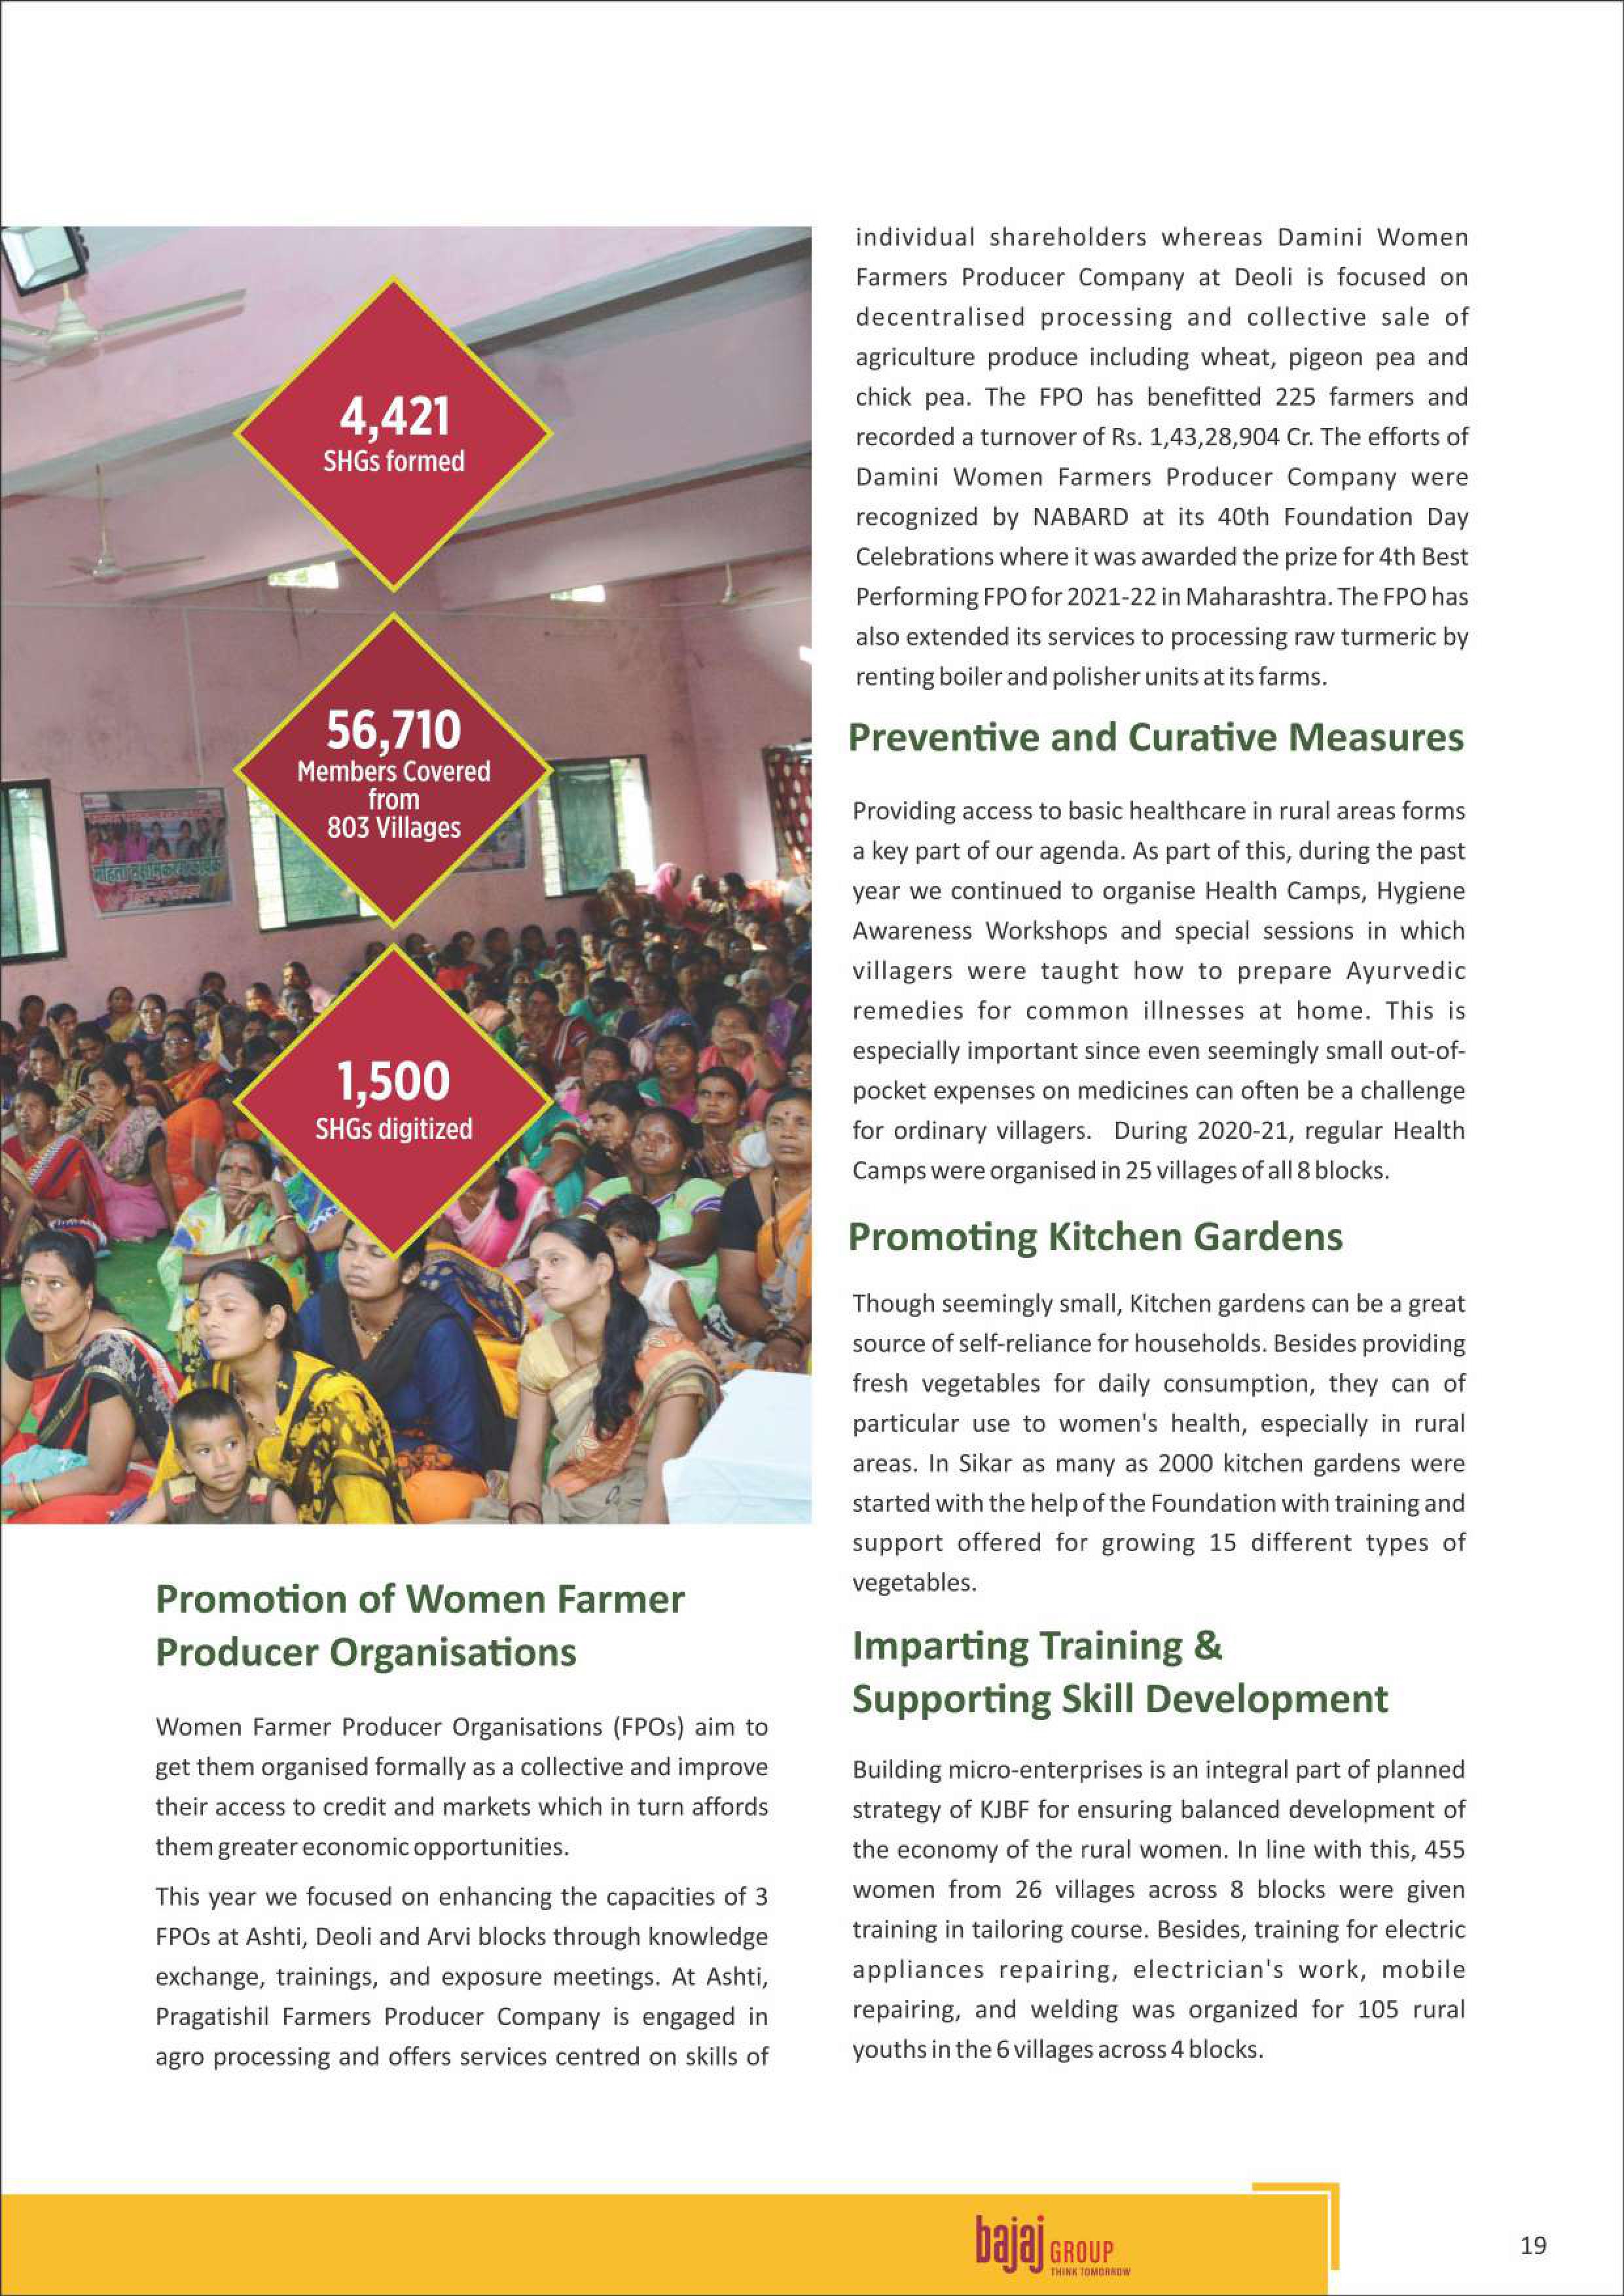 4,421
SHGs formed
56,710
Members Covered
from
803 Villages
1,500
SHGs digitized
Promotion of Women Farmer
Producer Organisations
Women Farmer Producer Organisations (FPOs) aim to
get them organised formally as a collective and improve
their access to credit and markets which in turn affords
them greater economic opportunities.
This year we focused on enhancing the capacities of 3
FPOs at Ashti, Deoli and Arvi blocks through knowledge
exchange, trainings, and exposure meetings. At Ashti,
Pragatishil Farmers Producer Company is engaged in
agro processing and offers services centred on skills of
individual shareholders whereas Damini Women
Farmers Producer Company at Deoli is focused on
decentralised processing and collective sale of
agriculture produce including wheat, pigeon pea and
chick pea. The FPO has benefitted 225 farmers and
recorded a turnover of Rs. 1,43,28,904 Cr. The efforts of
Damini Women Farmers Producer Company were
recognized by NABARD at its 40th Foundation Day
Celebrations where it was awarded the prize for 4th Best
Performing FPO for 2021-22 in Maharashtra. The FPO has
also extended its services to processing raw turmeric by
renting boiler and polisher units at its farms.
Preventive and Curative Measures
Providing access to basic healthcare in rural areas forms
a key part of our agenda. As part of this, during the past
year we continued to organise Health Camps, Hygiene
Awareness Workshops and special sessions in which
villagers were taught how to prepare Ayurvedic
remedies for common illnesses at home. This is
especially important since even seemingly small out-of-
pocket expenses on medicines can often be a challenge
for ordinary villagers. During 2020-21, regular Health
Camps were organised in 25 villages of all 8 blocks.
Promoting Kitchen Gardens
Though seemingly small, Kitchen gardens can be a great
source of self-reliance for households. Besides providing
fresh vegetables for daily consumption, they can of
particular use to women's health, especially in rural
areas. In Sikar as many as 2000 kitchen gardens were
started with the help of the Foundation with training and
support offered for growing 15 different types of
vegetables.
Imparting Training &
Supporting Skill Development
Building micro-enterprises is an integral part of planned
strategy of KJBF for ensuring balanced development of
the economy of the rural women. In line with this, 455
women from 26 villages across 8 blocks were given
training in tailoring course. Besides, training for electric
appliances repairing, electrician's work, mobile
repairing, and welding was organized for 105 rural
youths in the 6 villages across 4 blocks.
bajaj GROUP
THINK TOMORROW
19